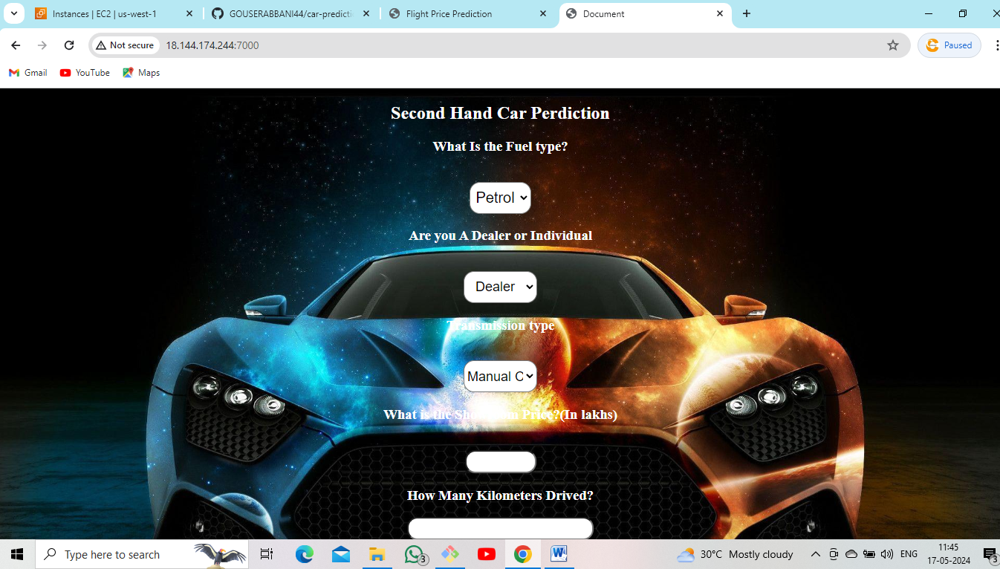 Instances | EC2 | us-west-1
GOUSERABBANI44/car-predicti
Flight Price Prediction
Document
Not secure
18.144.174.244:7000
Paused
Gmail
YouTube
Maps
Second Hand Car Perdiction
What Is the Fuel type?
Petrol
Are you A Dealer or Individual
Dealer
Transmission type
Manual C
What is the Showroom Price?(In lakhs)
How Many Kilometers Drived?
Type here to search
3
30°C Mostly cloudy
ENG
11:45
17-05-2024
3